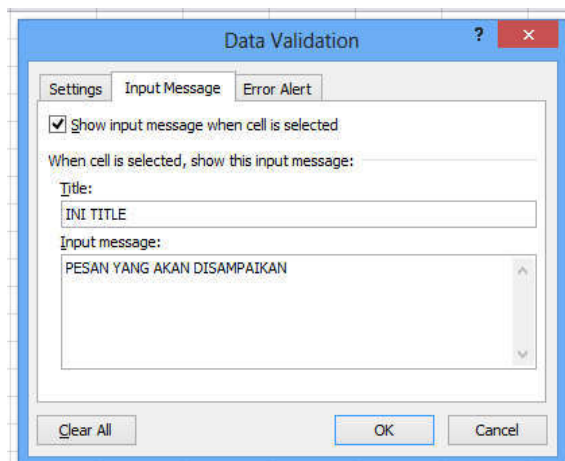 Data Validation ?
Settings Input Message Error Alert
Show input message when cell is selected
When cell is selected, show this input message:
Title:
INI TITLE
Input message:
PESAN YANG AKAN DISAMPAIKAN
Clear All OK Cancel